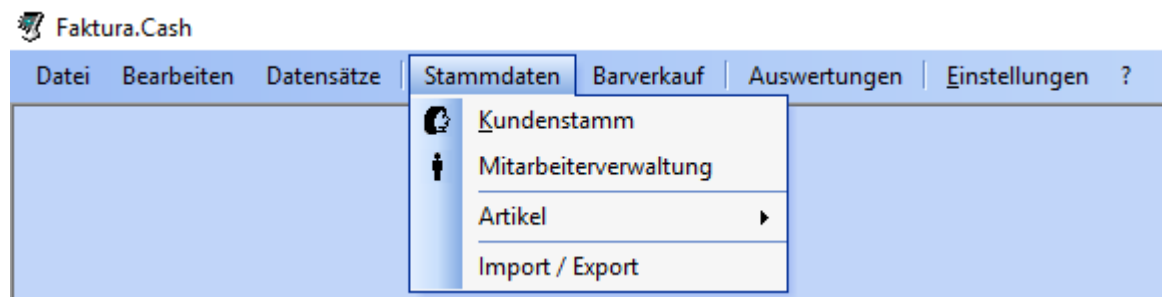 Faktura.Cash
Datei Bearbeiten Datensätze Stammdaten Barverkauf Auswertungen Einstellungen ?
Kundenstamm
Mitarbeiterverwaltung
Artikel
Import / Export